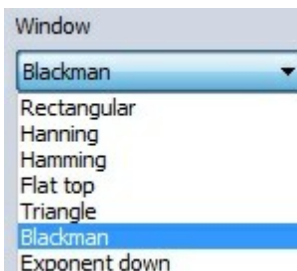 Window
Blackman
Rectangular
Hanning
Hamming
Flat top
Triangle
Blackman
Exponent down